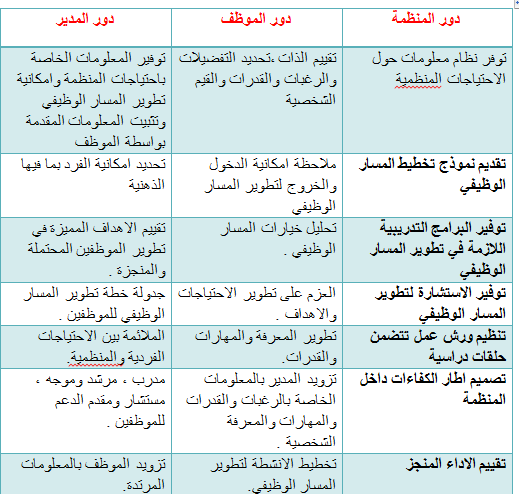 دور المنظمة
دور الموظف
دور المدير
توفر نظام معلومات حول
الاحتياجات المنظمية
تقييم الذات ،تحديد التفضيلات
والرغبات والقدرات والقيم
الشخصية
توفير المعلومات الخاصة
باحتياجات المنظمة وامكانية
تطوير المسار الوظيفي
وتثبيت المعلومات المقدمة
بواسطة الموظف
تقديم نموذج تخطيط المسار
الوظيفي
ملاحظة امكانية الدخول
والخروج لتطوير المسار
الوظيفي
تحديد امكانية الفرد بما فيها
الذهنية
توفير البرامج التدريبية
اللازمة في تطوير المسار
الوظيفي
تحليل خيارات المسار
الوظيفي .
تقييم الاهداف المميزة في
تطوير الموظفين المحتملة
والمنجزة .
توفير الاستشارة لتطوير
المسار الوظيفي
العزم على تطوير الاحتياجات
والاهداف .
جدولة خطة تطوير المسار
الوظيفي للموظفين .
تنظيم ورش عمل تتضمن
حلقات دراسية
تطوير المعرفة والمهارات
والقدرات.
الملائمة بين الاحتياجات
الفردية والمنظمية.
تصميم اطار الكفاءات داخل
المنظمة
تزويد المدير بالمعلومات
الخاصة بالرغبات والقدرات
والمهارات والمعرفة
الشخصية .
مدرب ، مرشد وموجه ،
مستشار ومقدم الدعم
للموظفين .
تقييم الاداء المنجز
تخطيط الانشطة لتطوير
المسار الوظيفي.
تزويد الموظف بالمعلومات
المرتدة.